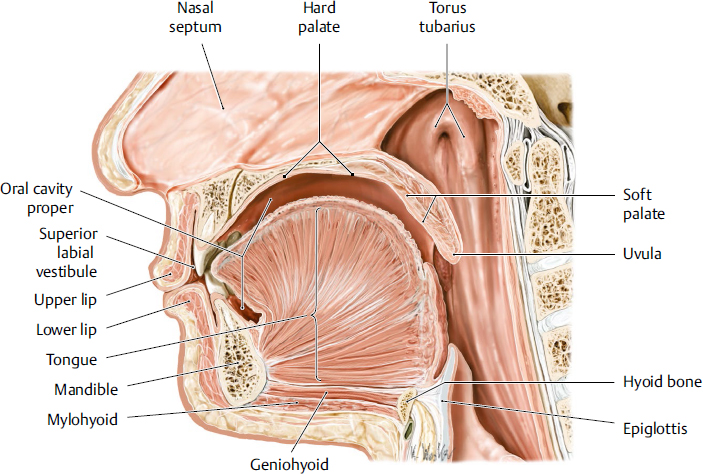 Nasal
septum
Hard
palate
Torus
tubarius
Oral cavity
proper
Superior
labial
vestibule
Upper lip
Lower lip
Tongue
Mandible
Mylohyoid
Geniohyoid
Soft
palate
Uvula
Hyoid bone
Epiglottis